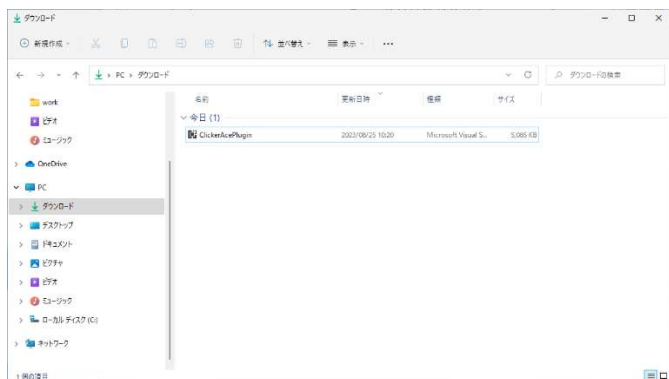 ダウンロード
新規作成
並べ替え
表示
PC > ダウンロード
ダウンロードの検索
名前 更新日時 種類 サイズ
work
今日 (1)
ビデオ
ClickerAcePlugin 2023/08/25 10:20 Microsoft Visual S... 5,065 KB
ミュージック
OneDrive
PC
ダウンロード
デスクトップ
ドキュメント
ピクチャ
ビデオ
ミュージック
ローカル ディスク (C:)
ネットワーク
1 個の項目